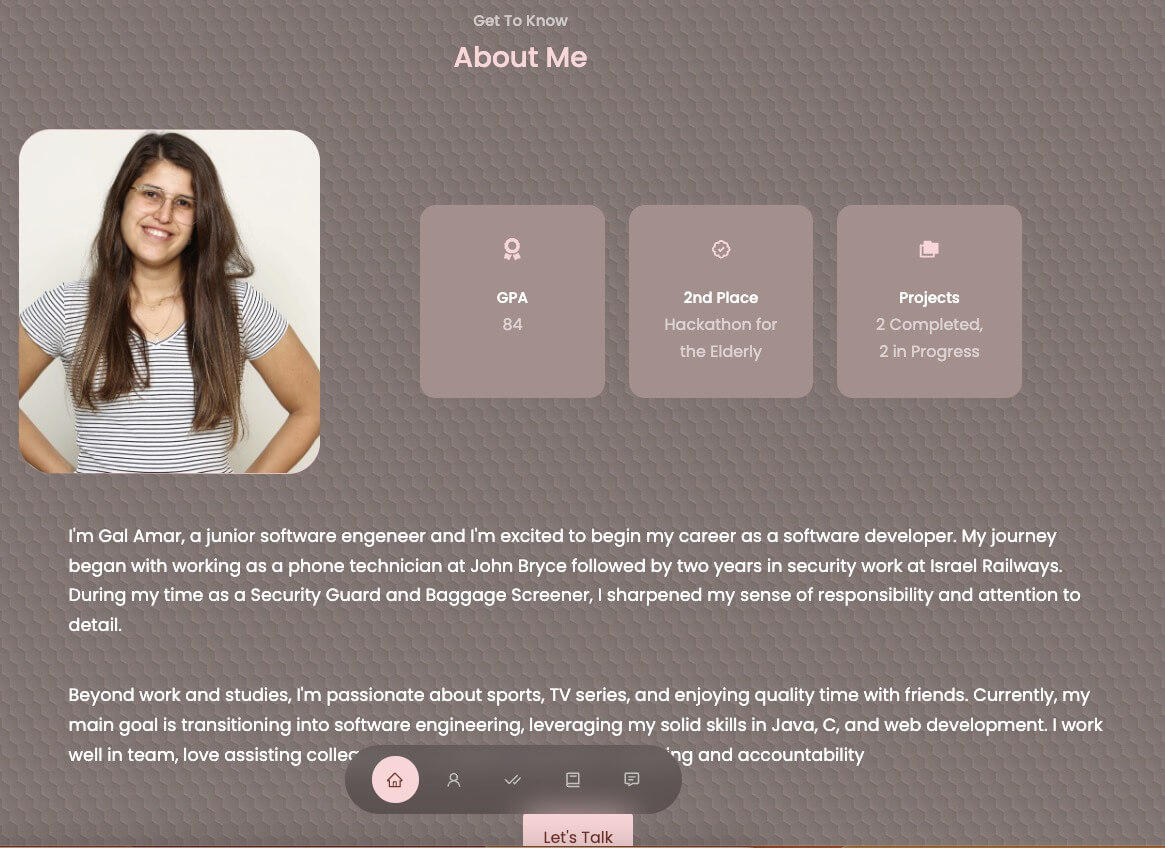 Get To Know
About Me
GPA
84
2nd Place
Hackathon for
the Elderly
Projects
2 Completed,
2 in Progress
I'm Gal Amar, a junior software engeneer and I'm excited to begin my career as a software developer. My journey
began with working as a phone technician at John Bryce followed by two years in security work at Israel Railways.
During my time as a Security Guard and Baggage Screener, I sharpened my sense of responsibility and attention to
detail.
Beyond work and studies, I'm passionate about sports, TV series, and enjoying quality time with friends. Currently, my
main goal is transitioning into software engineering, leveraging my solid skills in Java, C, and web development. I work
well in team, love assisting and accountability
Let's Talk